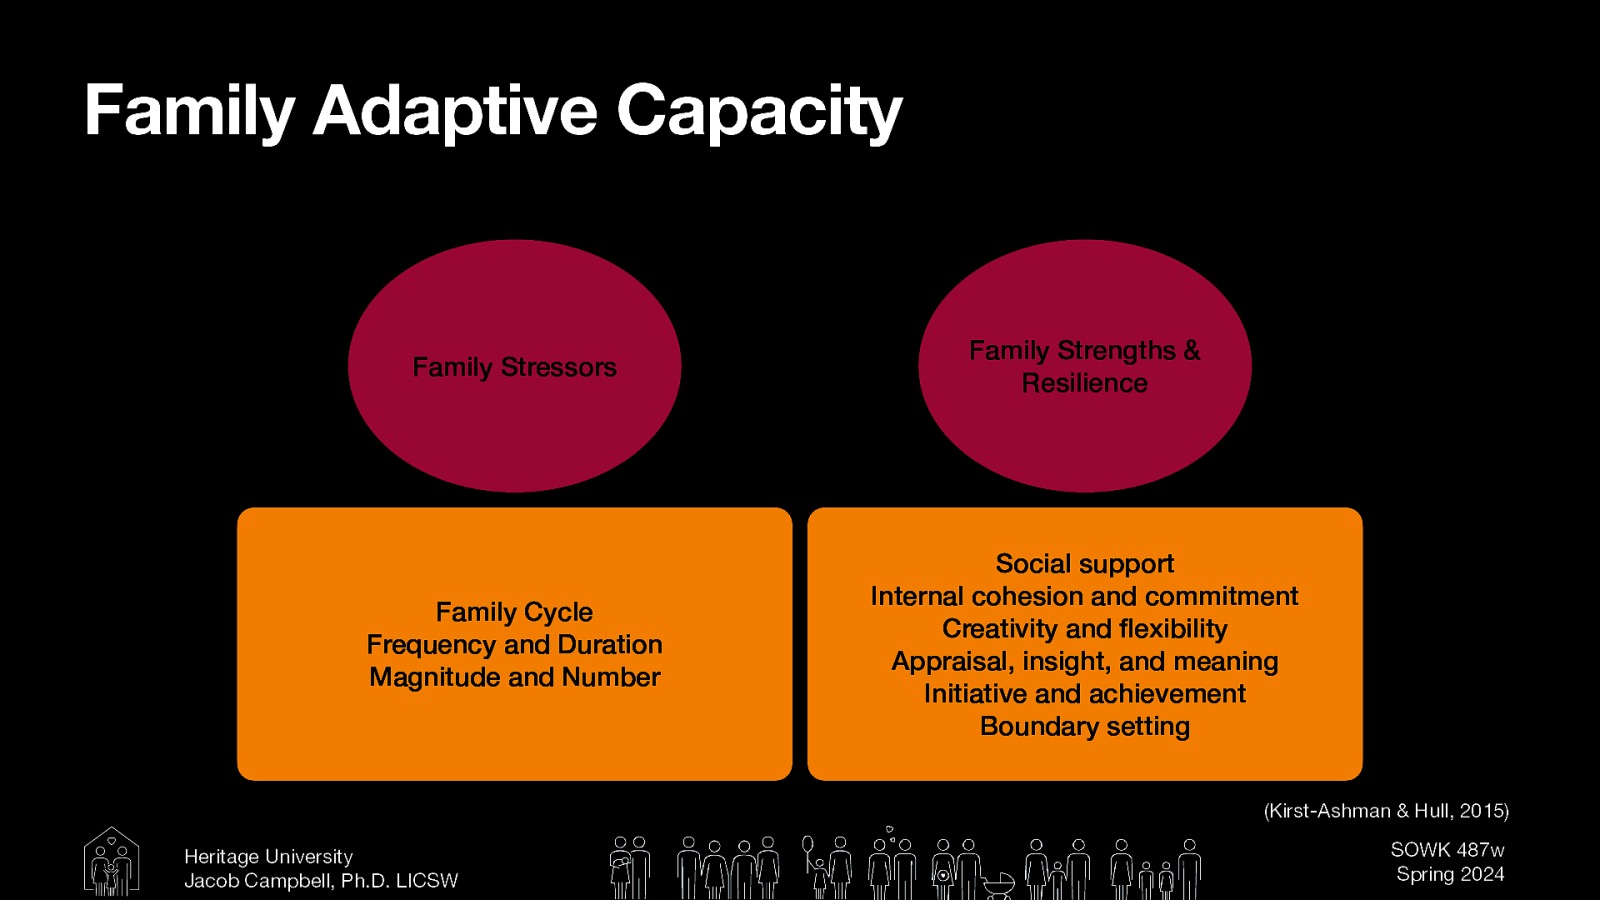 Family Adaptive Capacity
Family Stressors
Family Strengths &
Resilience
Family Cycle
Frequency and Duration
Magnitude and Number
Social support
Internal cohesion and commitment
Creativity and flexibility
Appraisal, insight, and meaning
Initiative and achievement
Boundary setting
(Kirst-Ashman & Hull, 2015)
Heritage University
Jacob Campbell, Ph.D. LICSW
SOWK 487w
Spring 2024